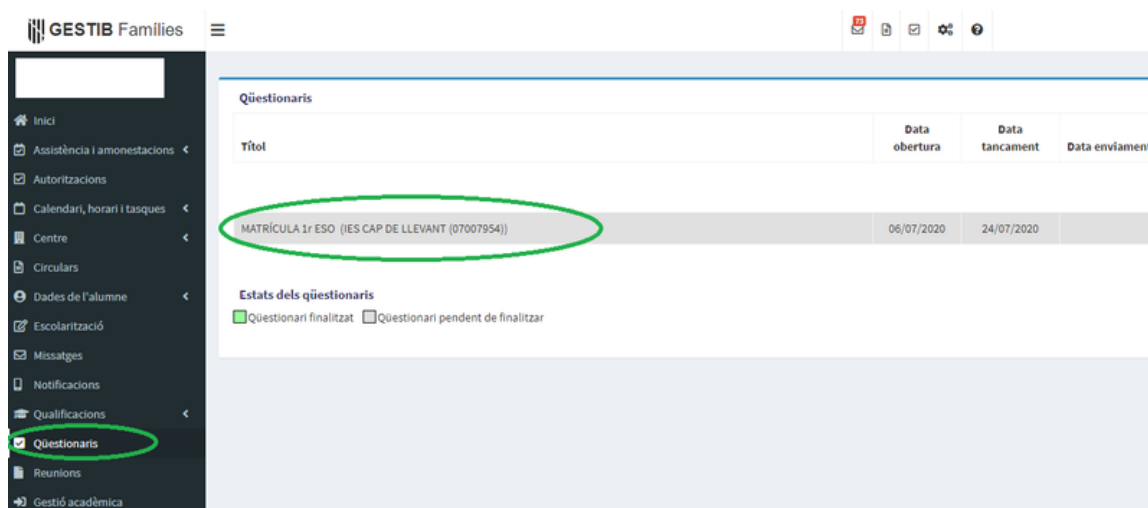 GESTIB Famílies
73
Inici
Assistència i amonestacions
Autoritzacions
Calendari, horari i tasques
Centre
Circulars
Dades de l'alumne
Escolarització
Missatges
Notificacions
Qualificacions
Qüestionaris
Reunions
Gestió acadèmica
Qüestionaris
Títol
Data obertura
Data tancament
Data enviament
MATRÍCULA 1r ESO (IES CAP DE LLEVANT (07007954)) 06/07/2020 24/07/2020
Estats dels qüestionaris
Qüestionari finalitzat Qüestionari pendent de finalitzar